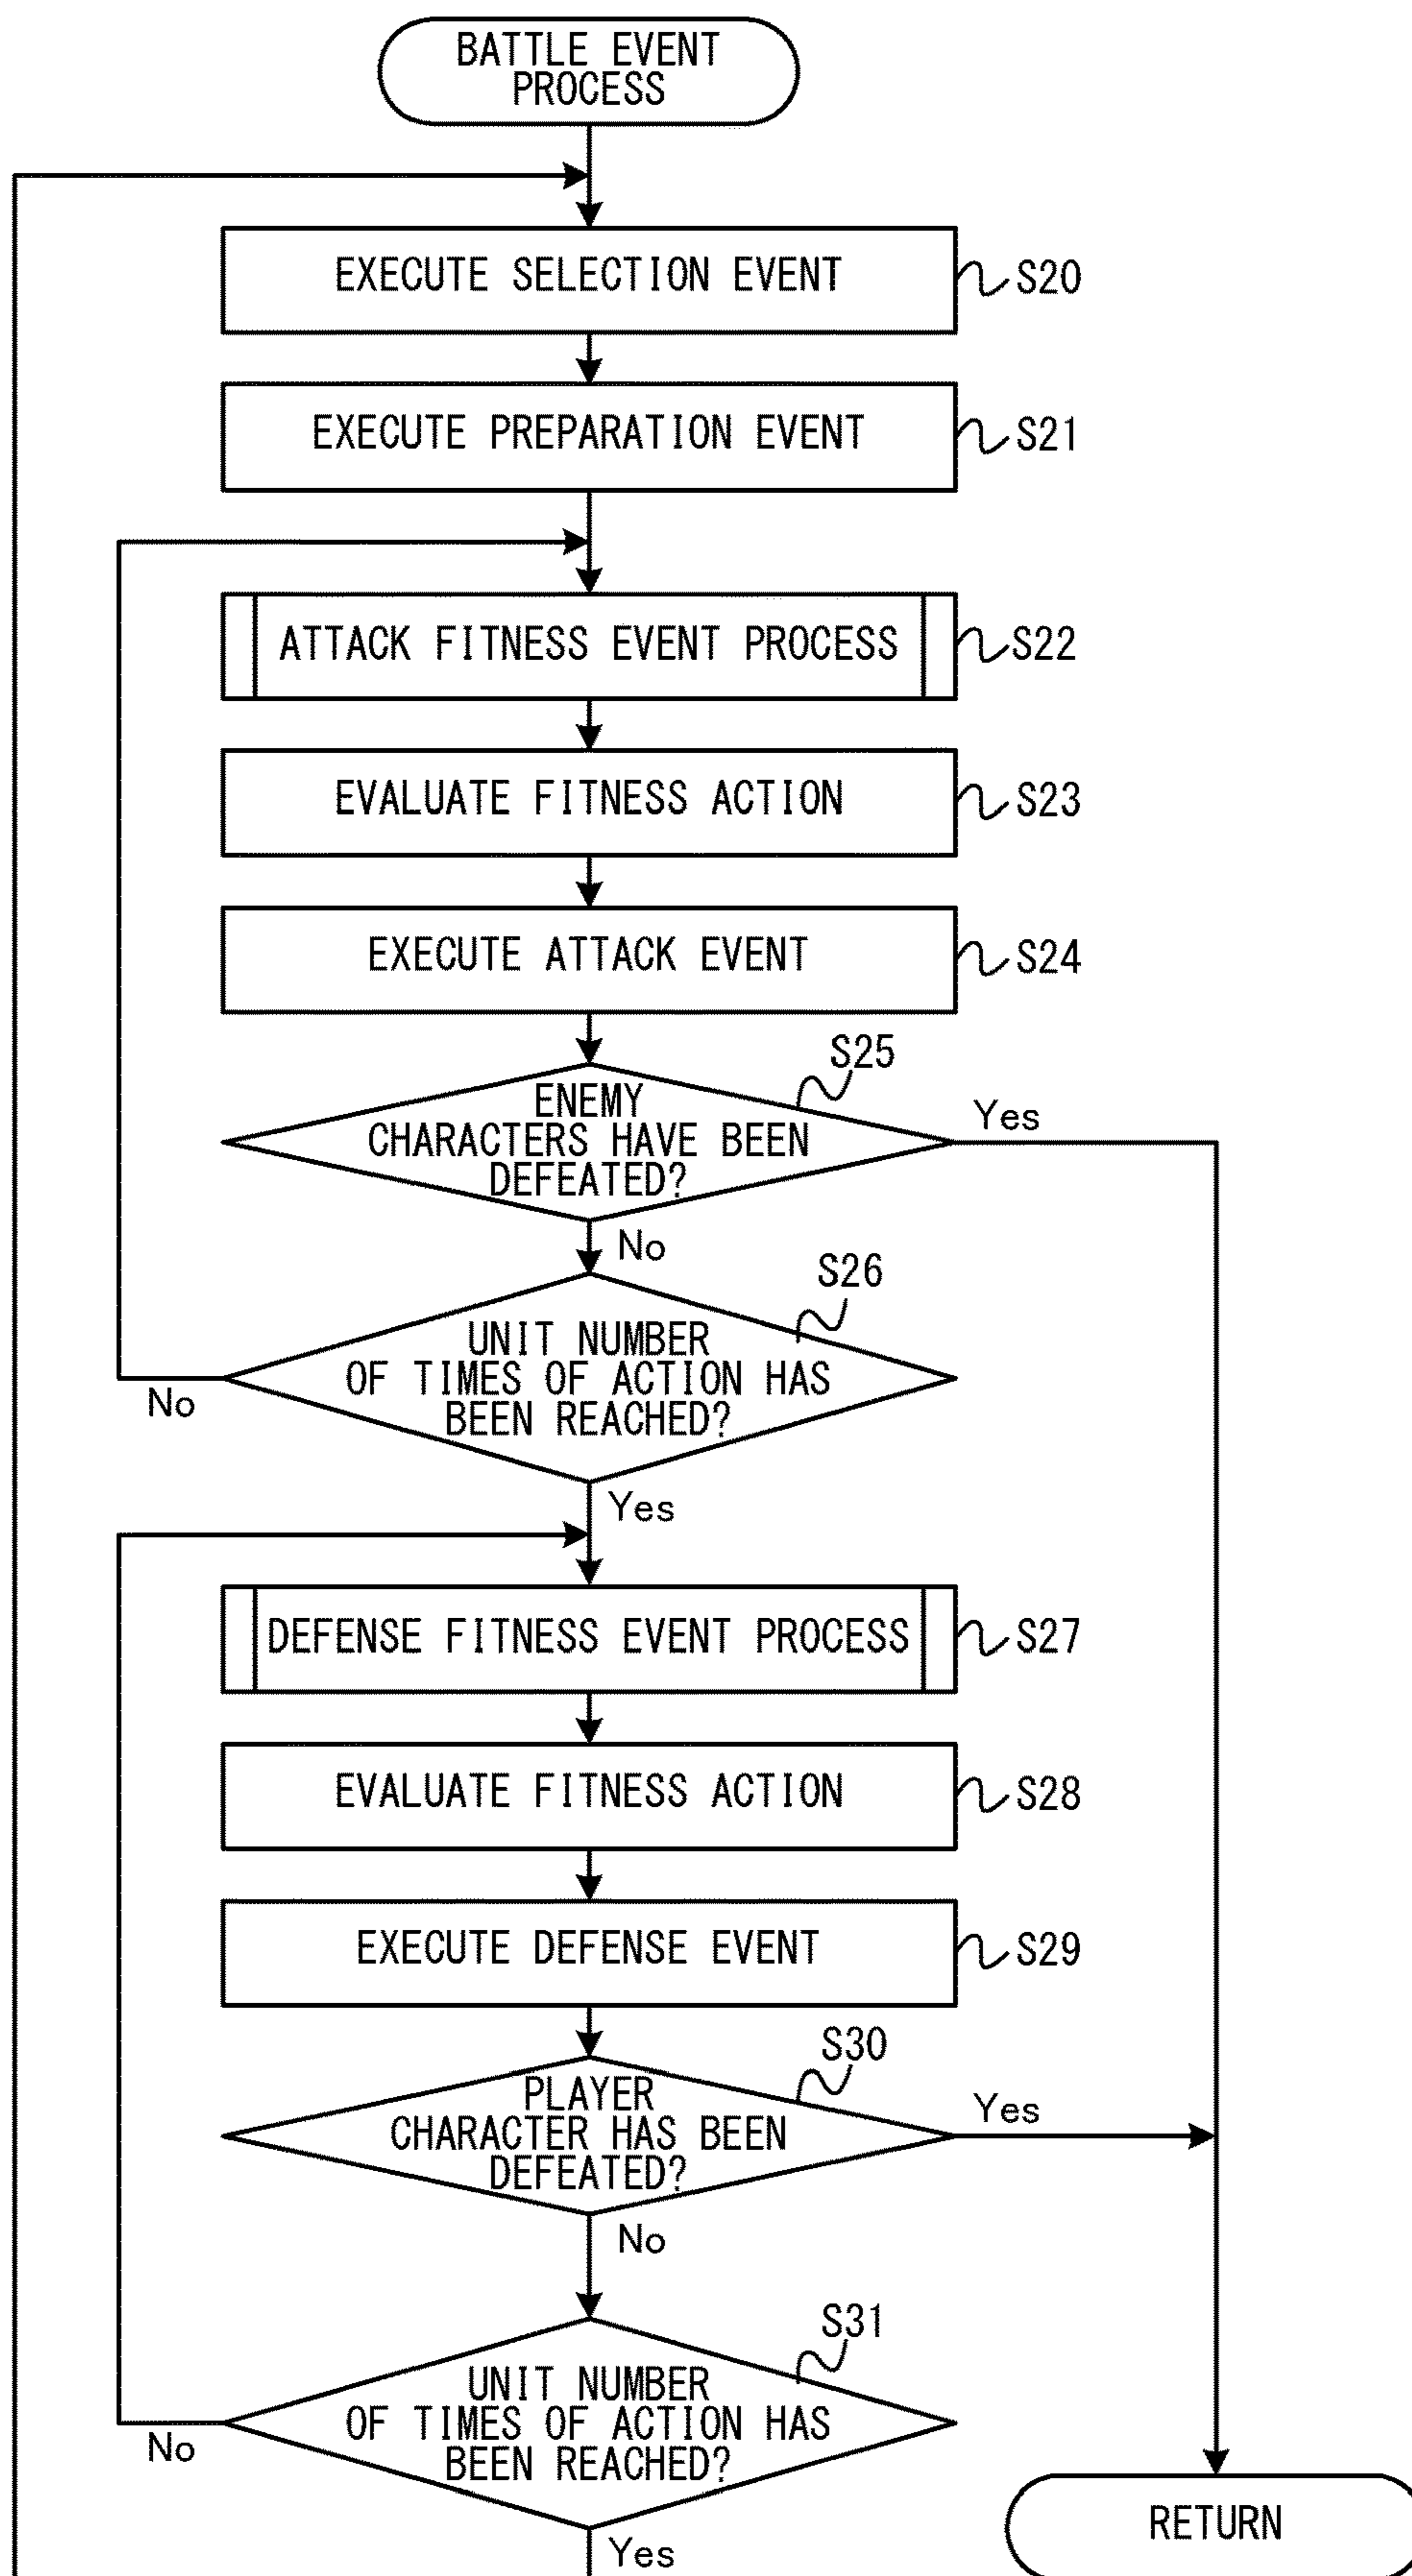 BATTLE EVENT
PROCESS
EXECUTE SELECTION EVENT
S20
EXECUTE PREPARATION EVENT
S21
ATTACK FITNESS EVENT PROCESS
S22
EVALUATE FITNESS ACTION
S23
EXECUTE ATTACK EVENT
S24
S25
ENEMY
CHARACTERS HAVE BEEN
DEFEATED?
Yes
No
S26
UNIT NUMBER
OF TIMES OF ACTION HAS
BEEN REACHED?
No
Yes
DEFENSE FITNESS EVENT PROCESS
S27
EVALUATE FITNESS ACTION
S28
EXECUTE DEFENSE EVENT
S29
S30
PLAYER
CHARACTER HAS BEEN
DEFEATED?
Yes
No
S31
UNIT NUMBER
OF TIMES OF ACTION HAS
BEEN REACHED?
No
Yes
RETURN